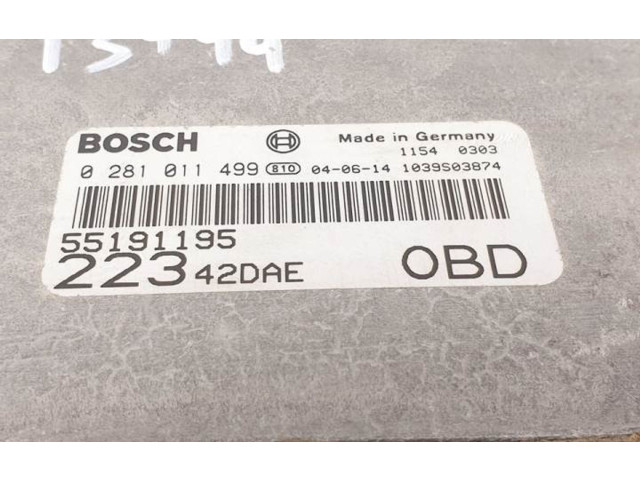 BOSCH Made in Germany
1154 0303
0 281 011 499 810 04-06-14 1039S03874
55191195
223 42DAE OBD